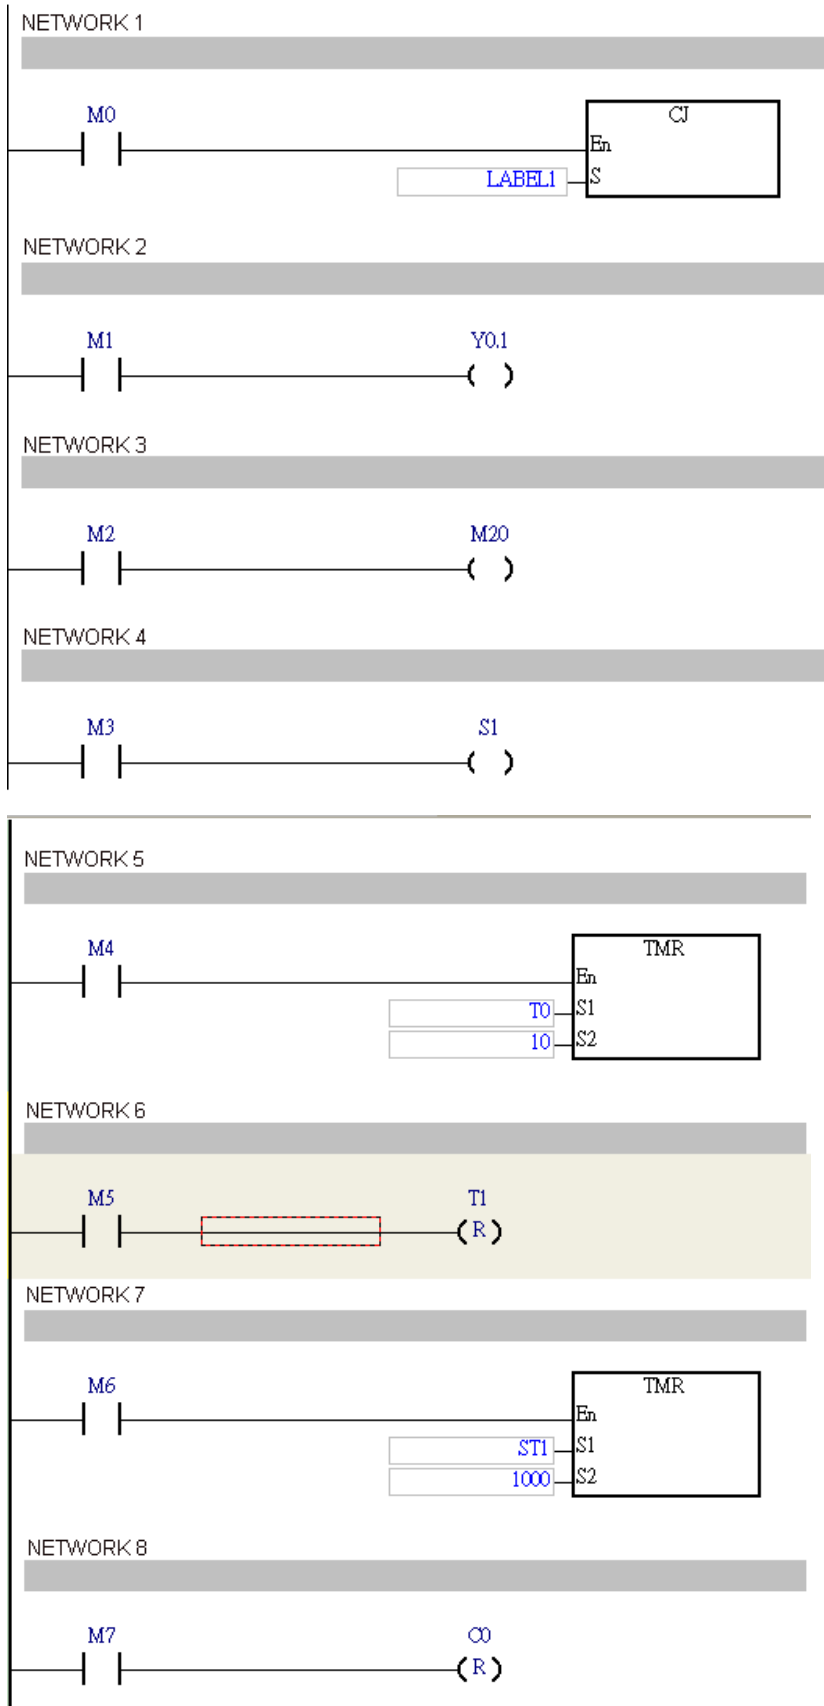 NETWORK 1
M0
CJ
En
LABEL1 S
NETWORK 2
M1 Y0.1
NETWORK 3
M2 M20
NETWORK 4
M3 S1
NETWORK 5
M4
TMR
En
T0 S1
10 S2
NETWORK 6
M5 T1
R
NETWORK 7
M6
TMR
En
ST1 S1
1000 S2
NETWORK 8
M7 C0
R